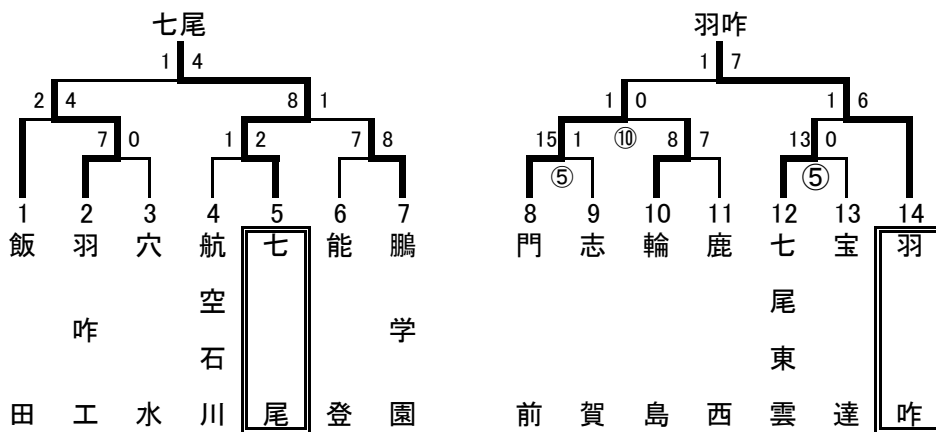 七尾 羽咋
1 4 1 7
2 4 8 1 1 0 1 6
7 0 1 2 7 8 15 1 ⑩ 8 7 13 0
⑤ ⑤
1 2 3 4 5 6 7 8 9 10 11 12 13 14
飯田
羽咋工
穴水
航空石川
七尾
能登
鵬学園
門前
志賀
輪島
鹿西
七尾東雲
宝達
羽咋